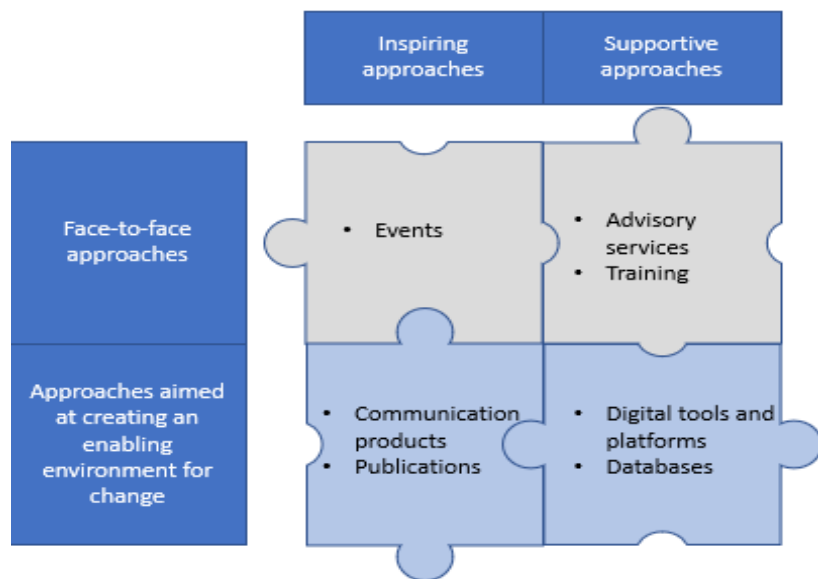 Inspiring
approaches
Supportive
approaches
Face-to-face
approaches
• Events
• Advisory
services
• Training
Approaches aimed
at creating an
enabling
environment for
change
• Communication
products
• Publications
• Digital tools and
platforms
• Databases